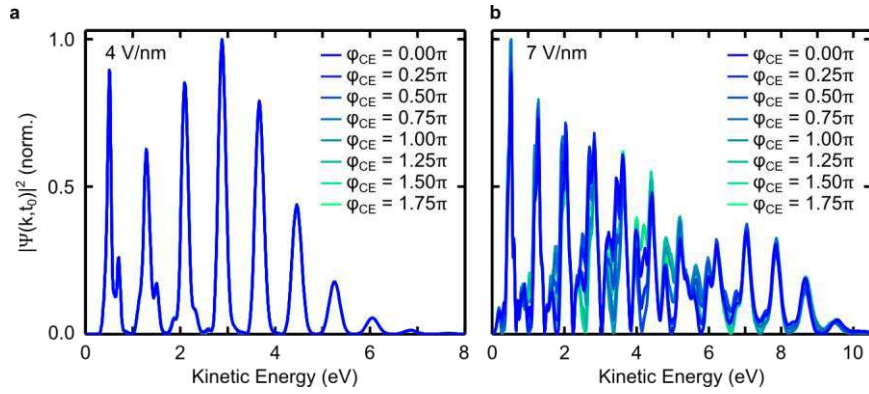 a
b
4 V/nm
φCE = 0.00π
φCE = 0.25π
φCE = 0.50π
φCE = 0.75π
φCE = 1.00π
φCE = 1.25π
φCE = 1.50π
φCE = 1.75π
7 V/nm
φCE = 0.00π
φCE = 0.25π
φCE = 0.50π
φCE = 0.75π
φCE = 1.00π
φCE = 1.25π
φCE = 1.50π
φCE = 1.75π
|Ψ(k,t0)|² (norm.)
1.0
0.5
0.0
0 2 4 6 8
0 2 4 6 8 10
Kinetic Energy (eV)
Kinetic Energy (eV)